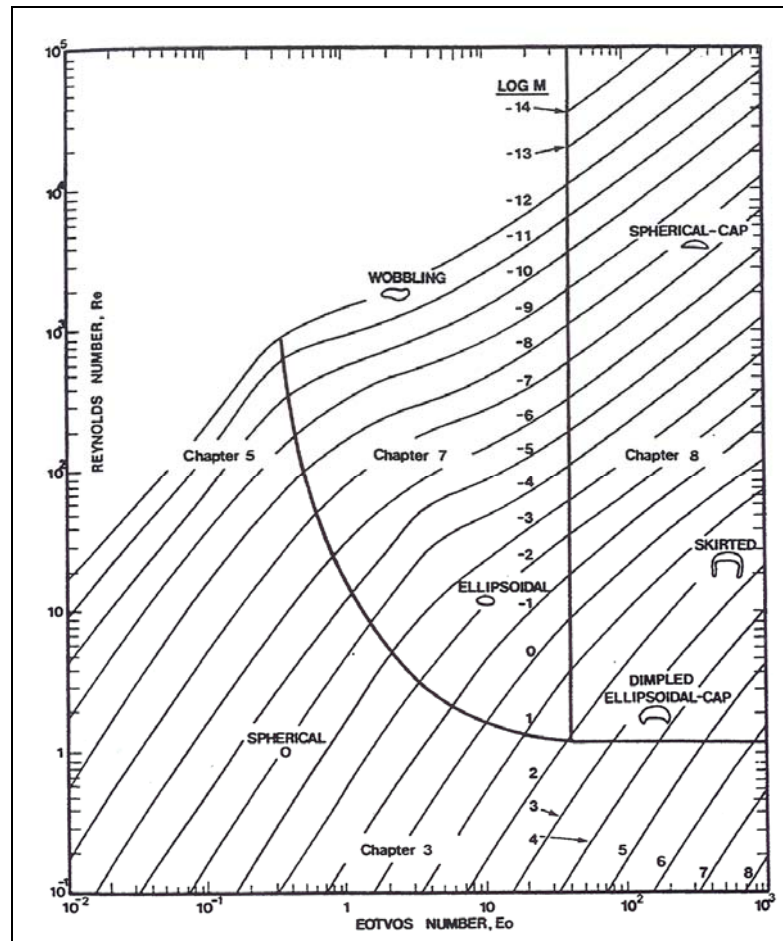 10⁵
10⁴
10³
10²
10
1
10⁻¹
REYNOLDS NUMBER, Re
LOG M
-14
-13
-12
-11
-10
-9
-8
-7
-6
-5
-4
-3
-2
-1
0
1
2
3
4
5
6
7
8
WOBBLING
SPHERICAL-CAP
Chapter 5
Chapter 7
Chapter 8
SKIRTED
ELLIPSOIDAL
DIMPLED
ELLIPSOIDAL-CAP
SPHERICAL
Chapter 3
10⁻²
10⁻¹
1
10
10²
10³
EOTVOS NUMBER, Eo